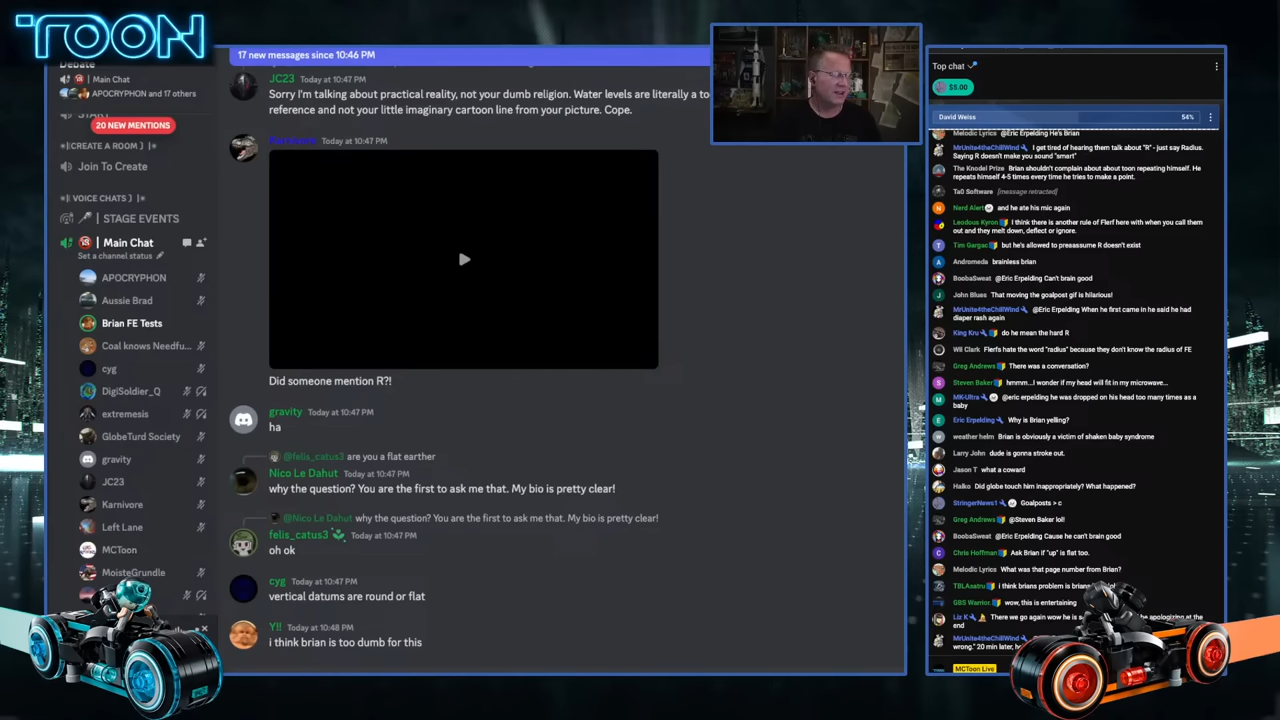 TOON
Debate
Main Chat
APOCRYPHON and 17 others
START
20 NEW MENTIONS
CREATE A ROOM
Join To Create
VOICE CHATS
STAGE EVENTS
Main Chat
Set a channel status
APOCRYPHON
Aussie Brad
Brian FE Tests
Coal knows Needfu...
cyg
DigiSoldier_Q
extremesis
GlobeTurd Society
gravity
JC23
Karnivore
Left Lane
MCToon
MoisteGrundle
17 new messages since 10:46 PM
JC23 Today at 10:47 PM
Sorry I'm talking about practical reality, not your dumb religion. Water levels are literally a to
reference and not your little imaginary cartoon line from your picture. Cope.
Today at 10:47 PM
Did someone mention R?!
gravity Today at 10:47 PM
ha
@felis_catus3 are you a flat earther
Nico Le Dahut Today at 10:47 PM
why the question? You are the first to ask me that. My bio is pretty clear!
@Nico Le Dahut why the question? You are the first to ask me that. My bio is pretty clear!
felis_catus3 Today at 10:47 PM
oh ok
cyg Today at 10:47 PM
vertical datums are round or flat
Y!! Today at 10:48 PM
i think brian is too dumb for this
Top chat
$5.00
David Weiss 54%
Melodic Lyrics @Eric Erpelding He's Brian
MrUnite4thaChillWind I get tired of hearing them talk about "R" - just say Radius.
Saying R doesn't make you sound "smart"
The Knodel Prize Brian shouldn't complain about about toon repeating himself. He
repeats himself 4-5 times every time he tries to make a point.
Ta0 Software [message retracted]
Nerd Alert and he ate his mic again
Leodous Kyron I think there is another rule of Flerf here with when you call them
out and they melt down, deflect or ignore.
Tim Gargac but he's allowed to preassume R doesn't exist
Andromeda brainless brian
BoobaSweat @Eric Erpelding Can't brain good
John Blues That moving the goalpost gif is hilarious!
MrUnite4thaChillWind @Eric Erpelding When he first came in he said he had
diaper rash again
King Kru do he mean the hard R
Wil Clark Flerfs hate the word "radius" because they don't know the radius of FE
Greg Andrews There was a conversation?
Steven Baker hmmm...I wonder if my head will fit in my microwave...
MK-Ultra @eric erpelding he was dropped on his head too many times as a
baby
Eric Erpelding Why is Brian yelling?
weather helm Brian is obviously a victim of shaken baby syndrome
Larry John dude is gonna stroke out.
Jason T what a coward
Haiko Did globe touch him inappropriately? What happened?
StringerNews1 Goalposts > c
Greg Andrews @Steven Baker lol!
BoobaSweat @Eric Erpelding Cause he can't brain good
Chris Hoffman Ask Brian if "up" is flat too.
Melodic Lyrics What was that page number from Brian?
TBLAsatru i think brians problem is brians
GBS Warrior. wow, this is entertaining
Liz K There we go again wow he is the apologizing at the
end
MrUnite4thaChillWind
wrong." 20 min later, he
MCToon Live